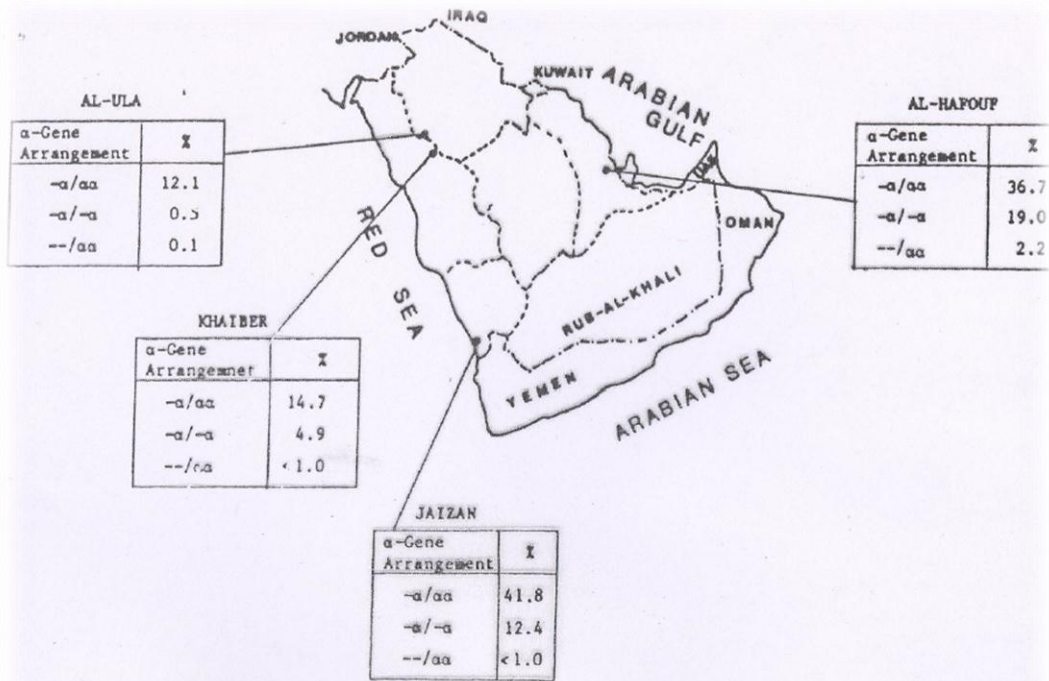 IRAQ
JORDAN
KUWAIT
ARABIAN
GULF
UAE
OMAN
RED
SEA
RUB-AL-KHALI
YEMEN
ARABIAN SEA
AL-ULA
α-Gene
Arrangement %
-α/αα 12.1
-α/-α 0.5
--/αα 0.1
KHAIBER
α-Gene
Arrangemnet %
-α/αα 14.7
-α/-α 4.9
--/αα <1.0
JAIZAN
α-Gene
Arrangement %
-α/αα 41.8
-α/-α 12.4
--/αα <1.0
AL-HAFOUF
α-Gene
Arrangement %
-α/αα 36.7
-α/-α 19.0
--/αα 2.2